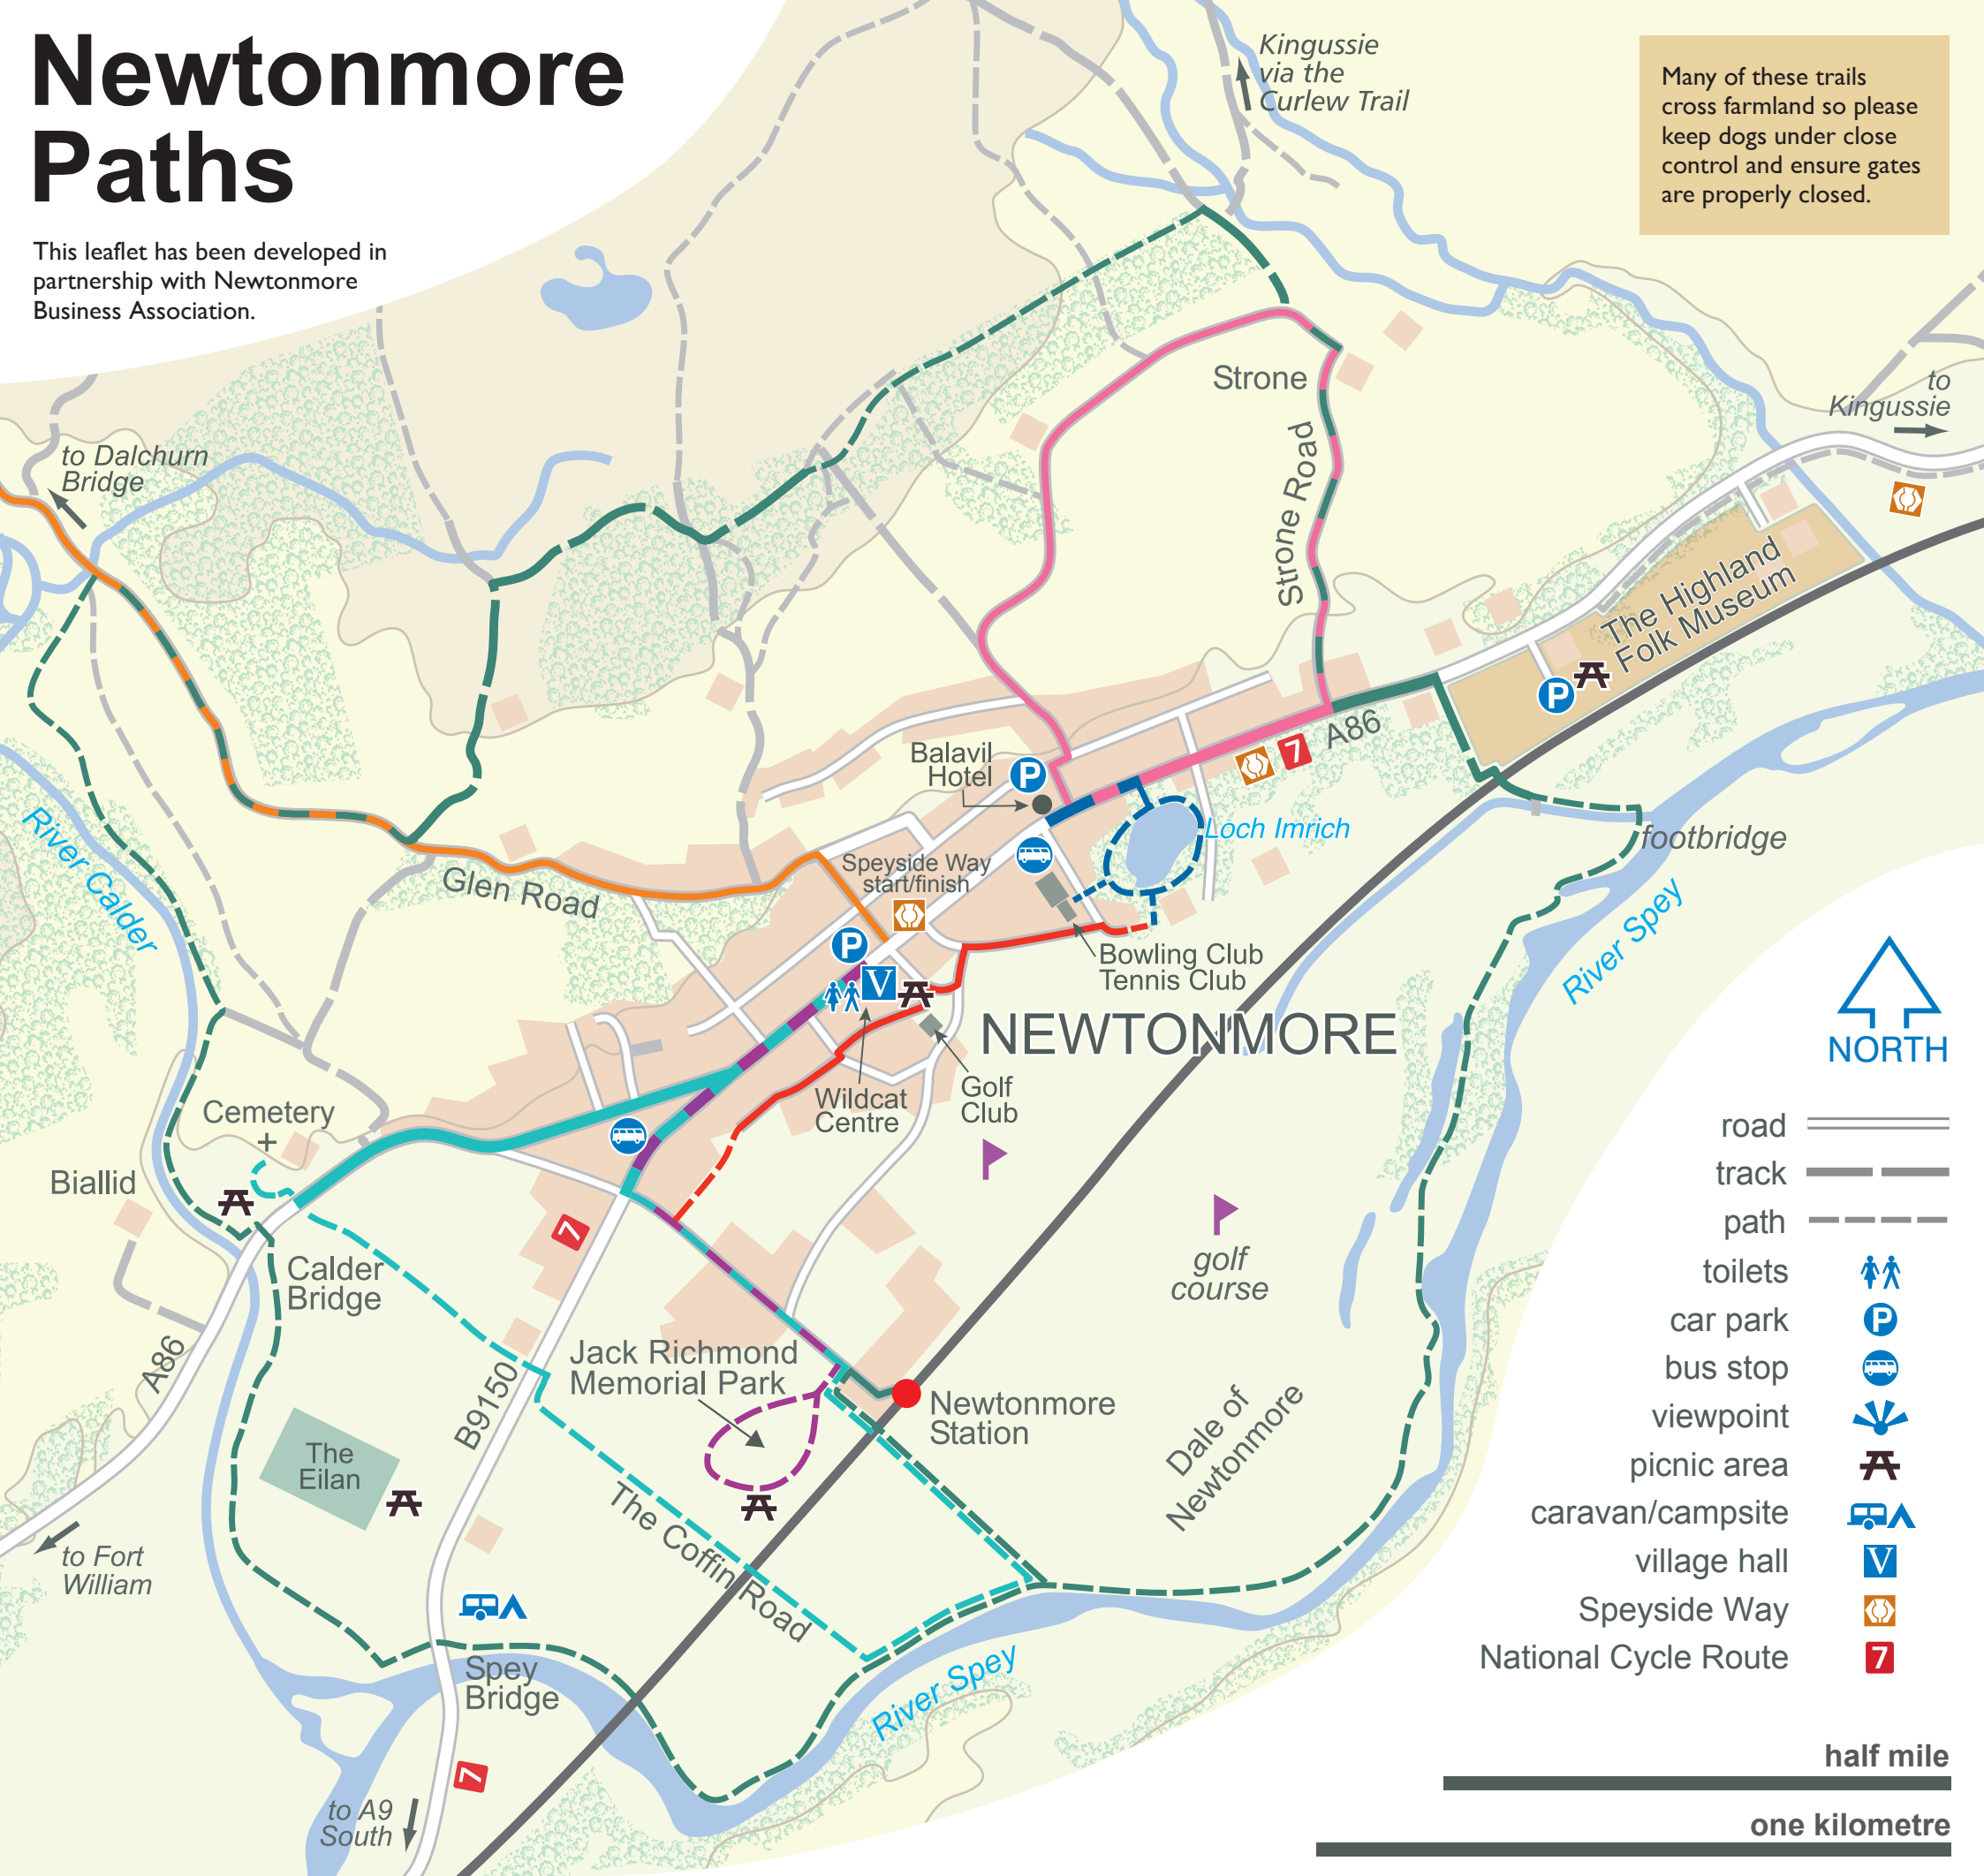 Newtonmore
Paths
This leaflet has been developed in
partnership with Newtonmore
Business Association.
Kingussie
via the
Curlew Trail
Many of these trails
cross farmland so please
keep dogs under close
control and ensure gates
are properly closed.
to
Kingussie
Strone
Strone Road
to Dalchurn
Bridge
The Highland
Folk Museum
P
A86
7
Balavil
Hotel
P
Loch Imrich
footbridge
River Calder
Glen Road
Speyside Way
start/finish
P
V
Bowling Club
Tennis Club
River Spey
NEWTONMORE
NORTH
Wildcat
Centre
Golf
Club
Cemetery
+
Biallid
7
Calder
Bridge
golf
course
A86
B9150
Jack Richmond
Memorial Park
Newtonmore
Station
Dale of
Newtonmore
The
Eilan
The Coffin Road
to Fort
William
Spey
Bridge
River Spey
7
to A9
South
road
track
path
toilets
car park
P
bus stop
viewpoint
picnic area
caravan/campsite
village hall
V
Speyside Way
National Cycle Route
7
half mile
one kilometre